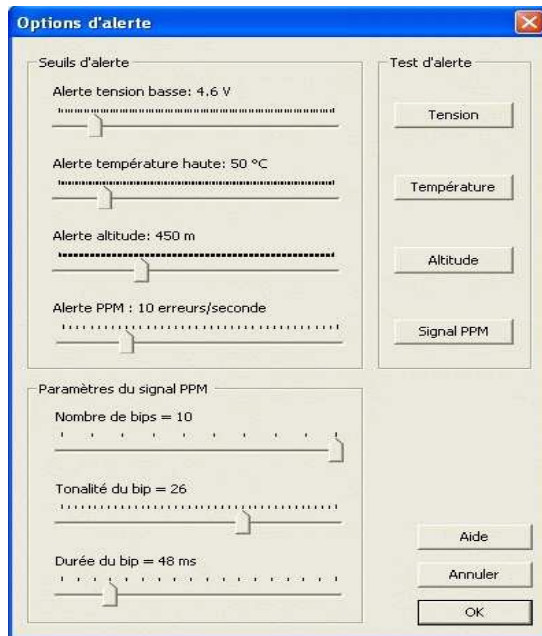 Options d'alerte
Seuils d'alerte
Alerte tension basse: 4.6 V
Alerte température haute: 50 °C
Alerte altitude: 450 m
Alerte PPM : 10 erreurs/seconde
Test d'alerte
Tension
Température
Altitude
Signal PPM
Paramètres du signal PPM
Nombre de bips = 10
Tonalité du bip = 26
Durée du bip = 48 ms
Aide
Annuler
OK